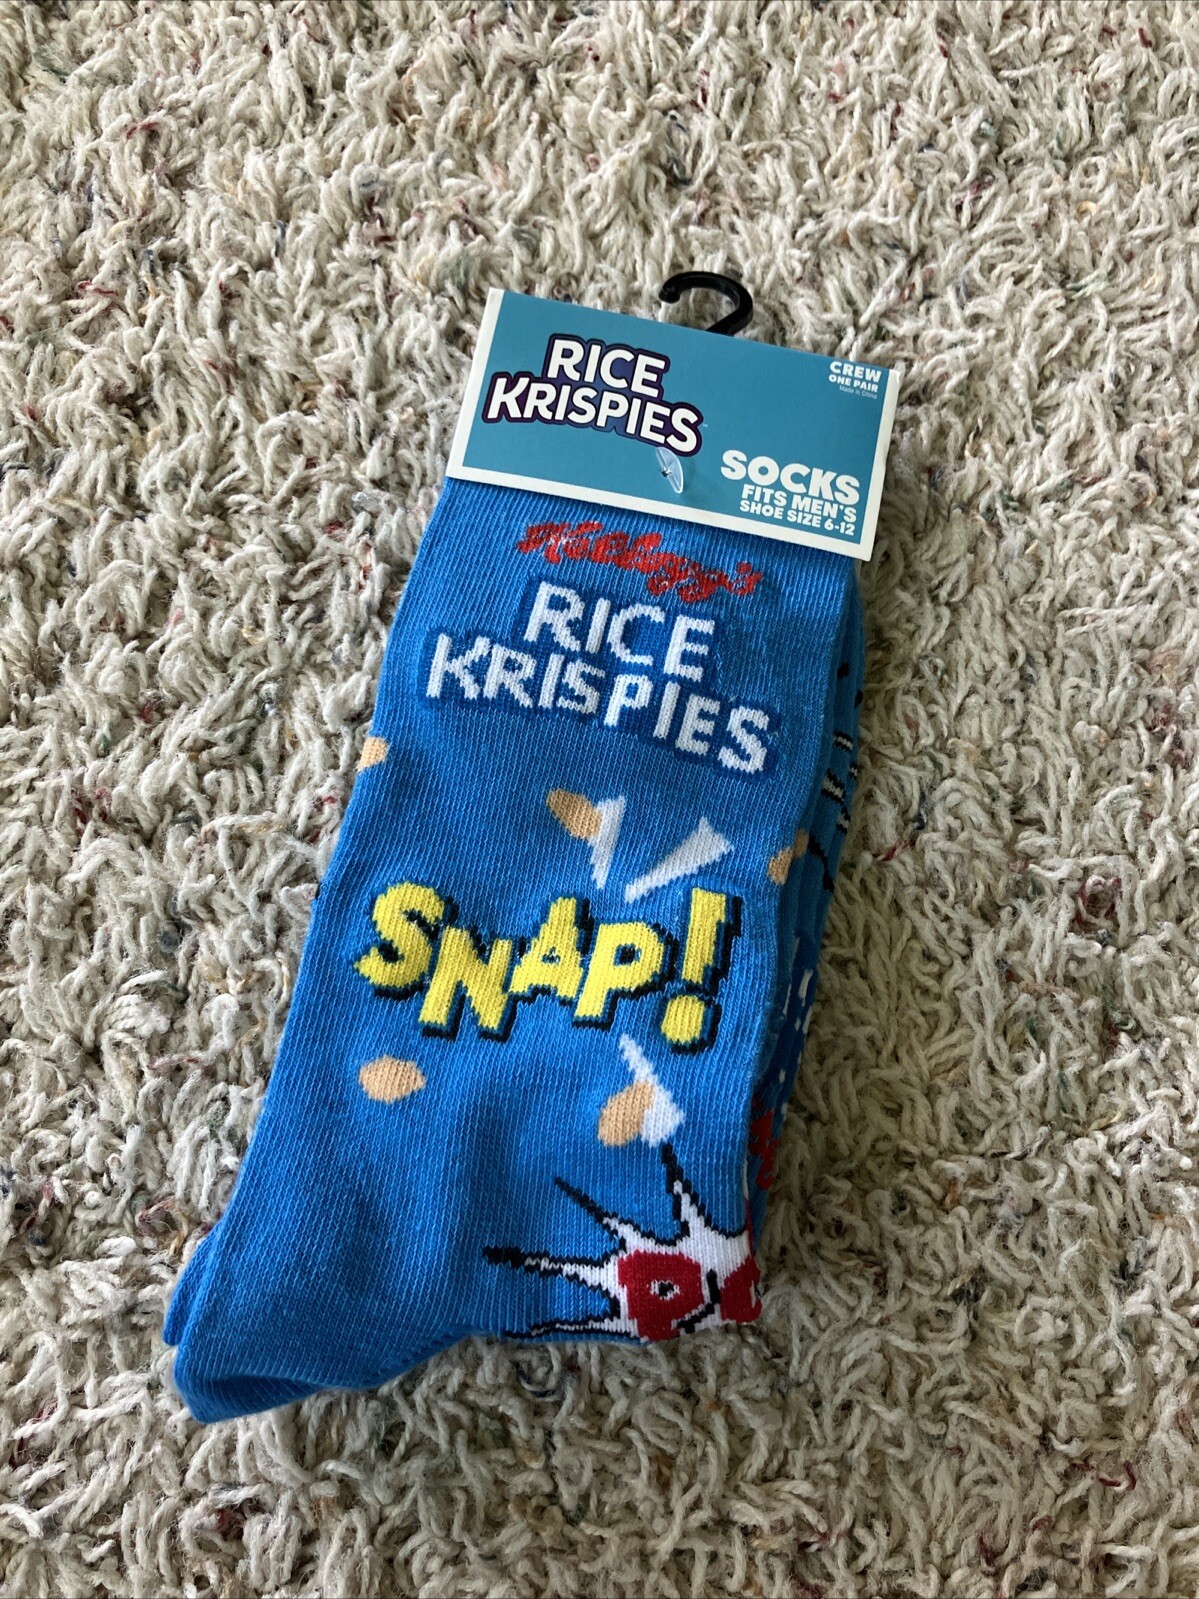 RICE
KRISPIES
CREW
ONE PAIR
Made in China
SOCKS
FITS MEN'S
SHOE SIZE 6-12
Kellogg's
RICE
KRISPIES
SNAP!